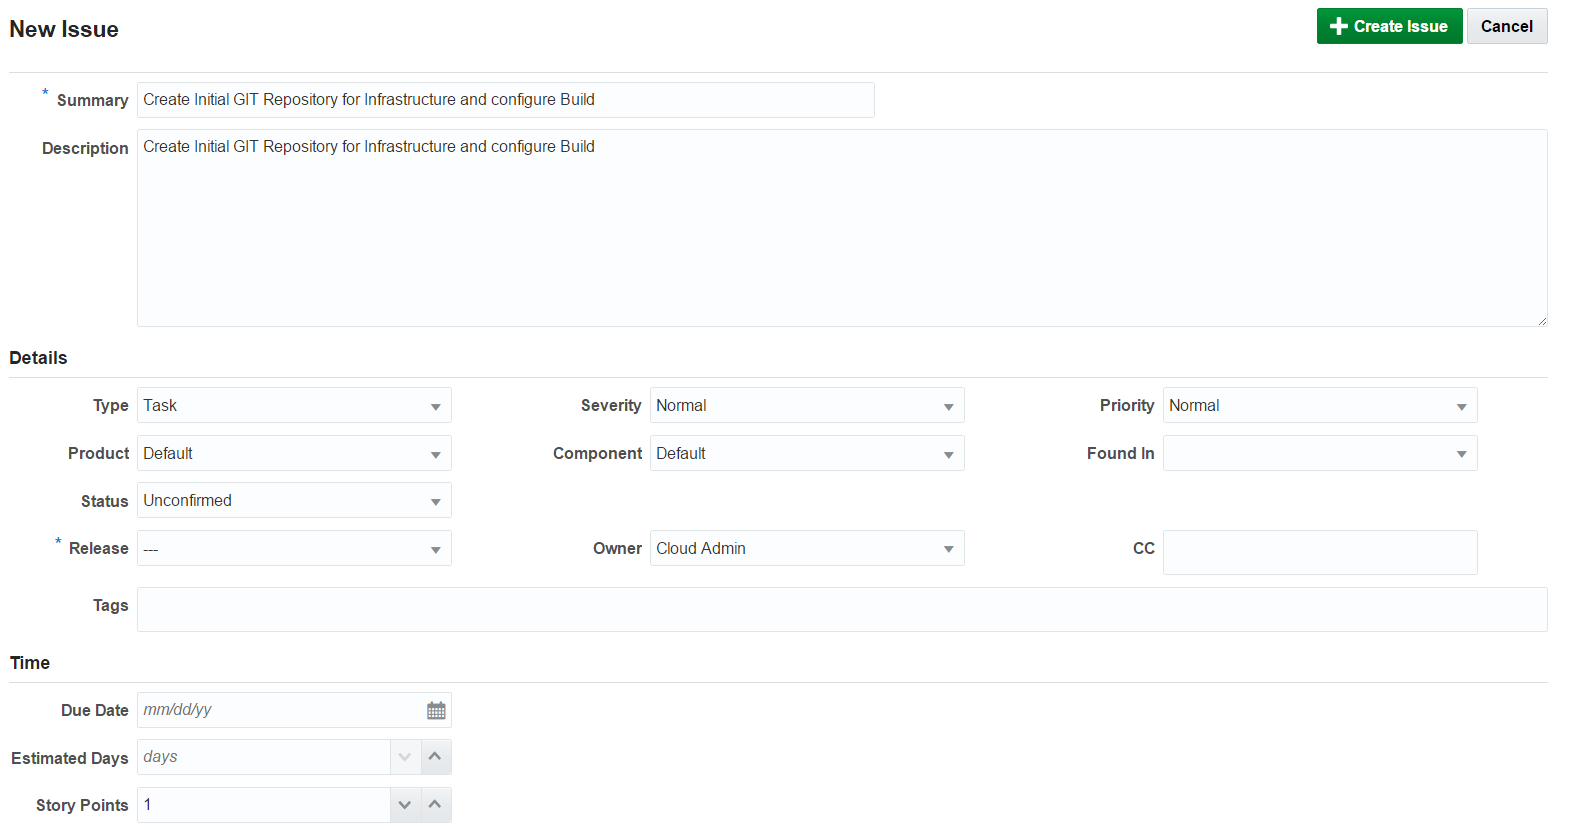 New Issue
Create Issue
Cancel
* Summary
Create Initial GIT Repository for Infrastructure and configure Build
Description
Create Initial GIT Repository for Infrastructure and configure Build
Details
Type Task Severity Normal Priority Normal
Product Default Component Default Found In
Status Unconfirmed
* Release --- Owner Cloud Admin CC
Tags
Time
Due Date mm/dd/yy
Estimated Days days
Story Points 1